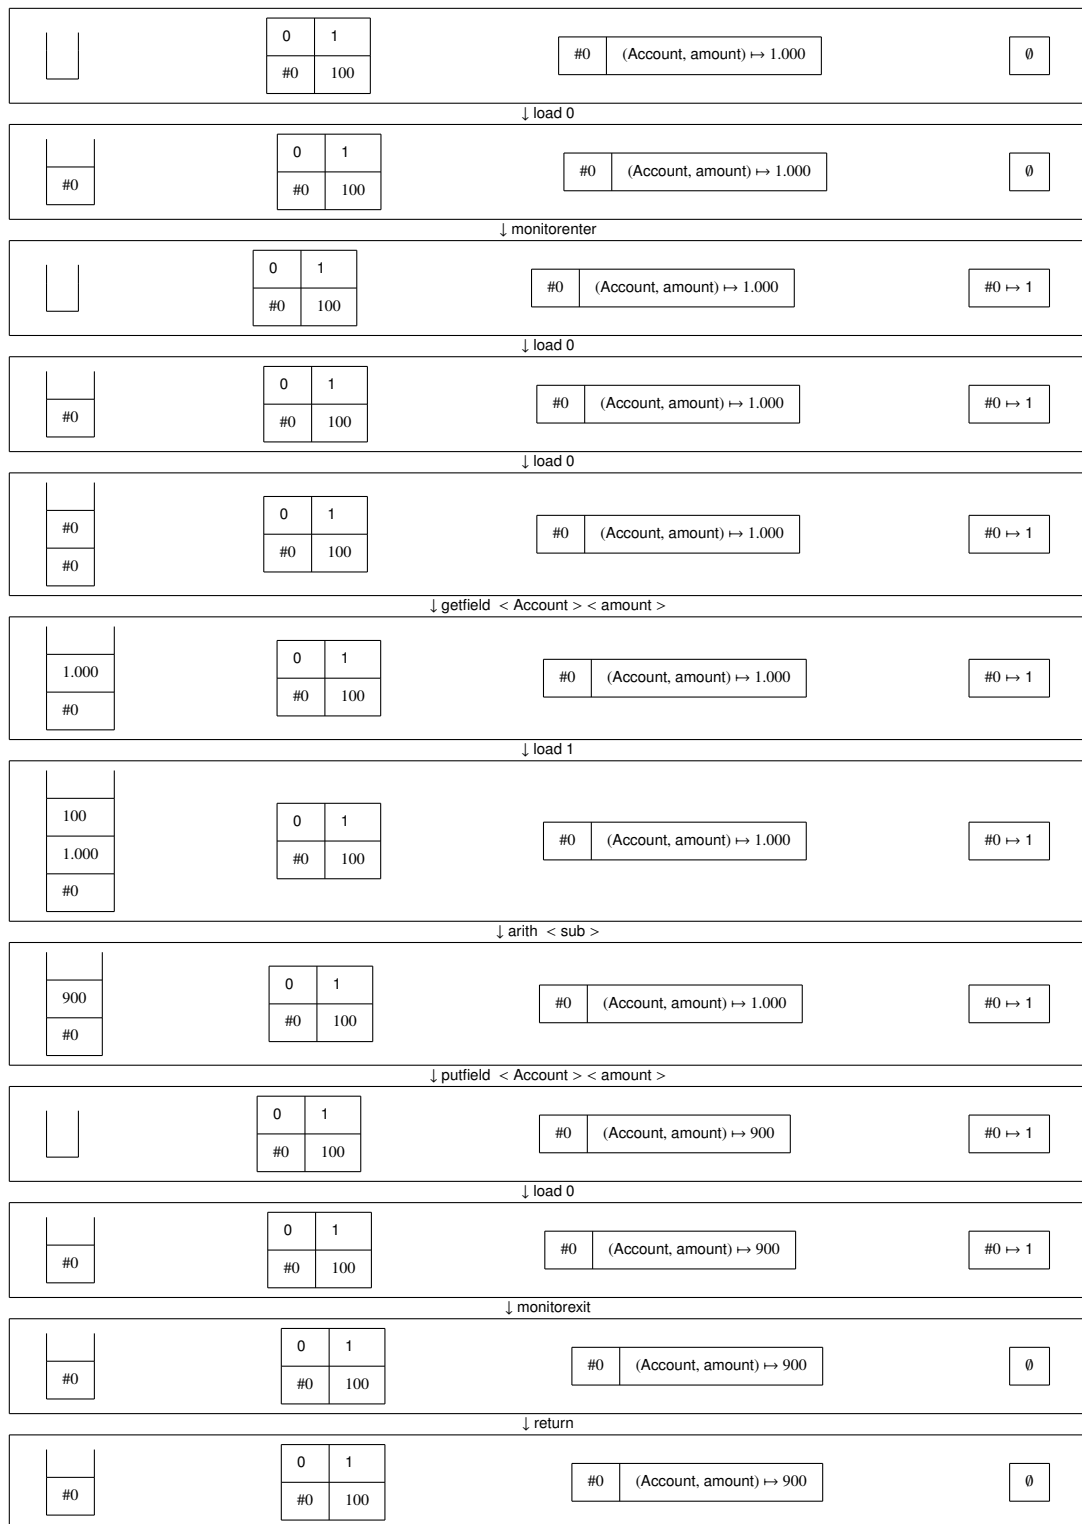 0 1
#0 100 #0 (Account, amount) ↦ 1.000 ∅
↓ load 0
0 1
#0 #0 100 #0 (Account, amount) ↦ 1.000 ∅
↓ monitorenter
0 1
#0 100 #0 (Account, amount) ↦ 1.000 #0 ↦ 1
↓ load 0
0 1
#0 #0 100 #0 (Account, amount) ↦ 1.000 #0 ↦ 1
↓ load 0
#0 0 1
#0 #0 100 #0 (Account, amount) ↦ 1.000 #0 ↦ 1
↓ getfield < Account > < amount >
1.000 0 1
#0 #0 100 #0 (Account, amount) ↦ 1.000 #0 ↦ 1
↓ load 1
100 0 1
1.000 #0 100 #0 (Account, amount) ↦ 1.000 #0 ↦ 1
#0
↓ arith < sub >
900 0 1
#0 #0 100 #0 (Account, amount) ↦ 1.000 #0 ↦ 1
↓ putfield < Account > < amount >
0 1
#0 100 #0 (Account, amount) ↦ 900 #0 ↦ 1
↓ load 0
0 1
#0 #0 100 #0 (Account, amount) ↦ 900 #0 ↦ 1
↓ monitorexit
0 1
#0 #0 100 #0 (Account, amount) ↦ 900 ∅
↓ return
0 1
#0 #0 100 #0 (Account, amount) ↦ 900 ∅